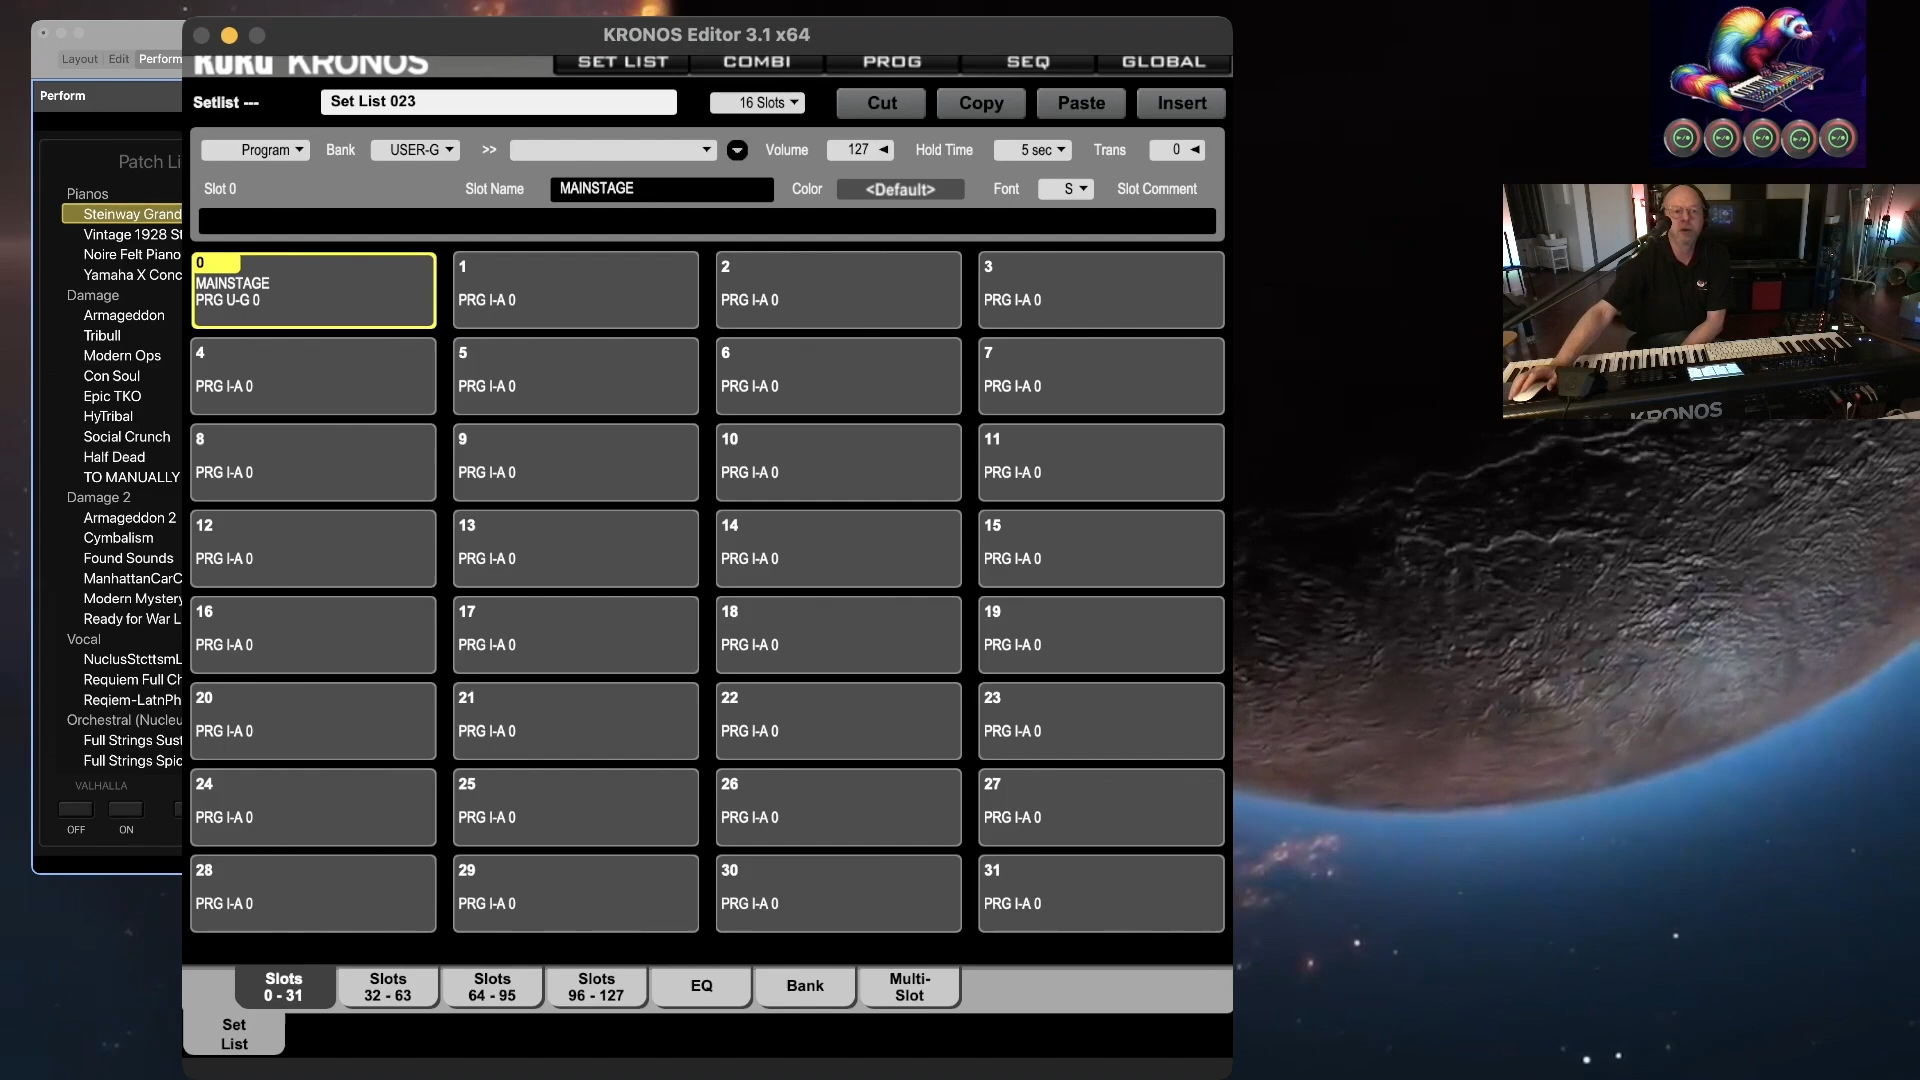 KRONOS Editor 3.1 x64
Layout Edit Perform
KORG KRONOS SET LIST COMBI PROG SEQ GLOBAL
Perform
Setlist --- Set List 023 16 Slots Cut Copy Paste Insert
Program Bank USER-G >> Volume 127 Hold Time 5 sec Trans 0
Slot 0 Slot Name MAINSTAGE Color <Default> Font S Slot Comment
Patch Li
Pianos
Steinway Grand
Vintage 1928 St
Noire Felt Piano
Yamaha X Conc
Damage
Armageddon
Tribull
Modern Ops
Con Soul
Epic TKO
HyTribal
Social Crunch
Half Dead
TO MANUALLY
Damage 2
Armageddon 2
Cymbalism
Found Sounds
ManhattanCarC
Modern Mystery
Ready for War L
Vocal
NuclusStcttsmL
Requiem Full Ch
Reqiem-LatnPh
Orchestral (Nucleu
Full Strings Sust
Full Strings Spic
VALHALLA
OFF ON
0
MAINSTAGE
PRG U-G 0
1
PRG I-A 0
2
PRG I-A 0
3
PRG I-A 0
4
PRG I-A 0
5
PRG I-A 0
6
PRG I-A 0
7
PRG I-A 0
8
PRG I-A 0
9
PRG I-A 0
10
PRG I-A 0
11
PRG I-A 0
12
PRG I-A 0
13
PRG I-A 0
14
PRG I-A 0
15
PRG I-A 0
16
PRG I-A 0
17
PRG I-A 0
18
PRG I-A 0
19
PRG I-A 0
20
PRG I-A 0
21
PRG I-A 0
22
PRG I-A 0
23
PRG I-A 0
24
PRG I-A 0
25
PRG I-A 0
26
PRG I-A 0
27
PRG I-A 0
28
PRG I-A 0
29
PRG I-A 0
30
PRG I-A 0
31
PRG I-A 0
Slots 0 - 31
Slots 32 - 63
Slots 64 - 95
Slots 96 - 127
EQ
Bank
Multi-Slot
Set List
KRONOS